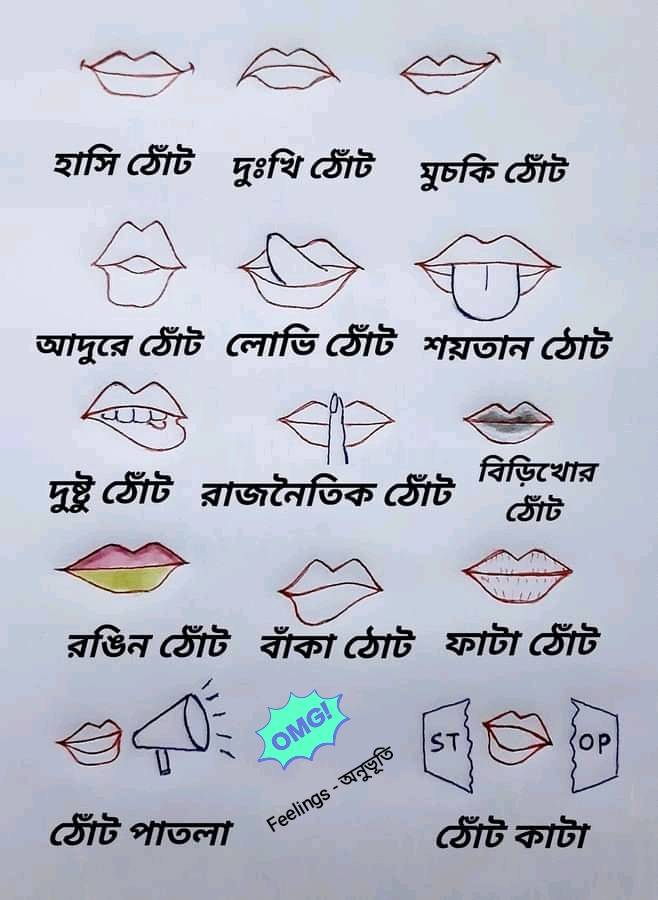 হাসি ঠোঁট দুঃখি ঠোঁট মুচকি ঠোঁট
আদুরে ঠোঁট লোভি ঠোঁট শয়তান ঠোট
দুষ্টু ঠোঁট রাজনৈতিক ঠোঁট বিড়িখোর
ঠোঁট
রঙিন ঠোঁট বাঁকা ঠোট ফাটা ঠোঁট
OMG!
ST OP
Feelings - অনুভূতি
ঠোঁট পাতলা ঠোঁট কাটা